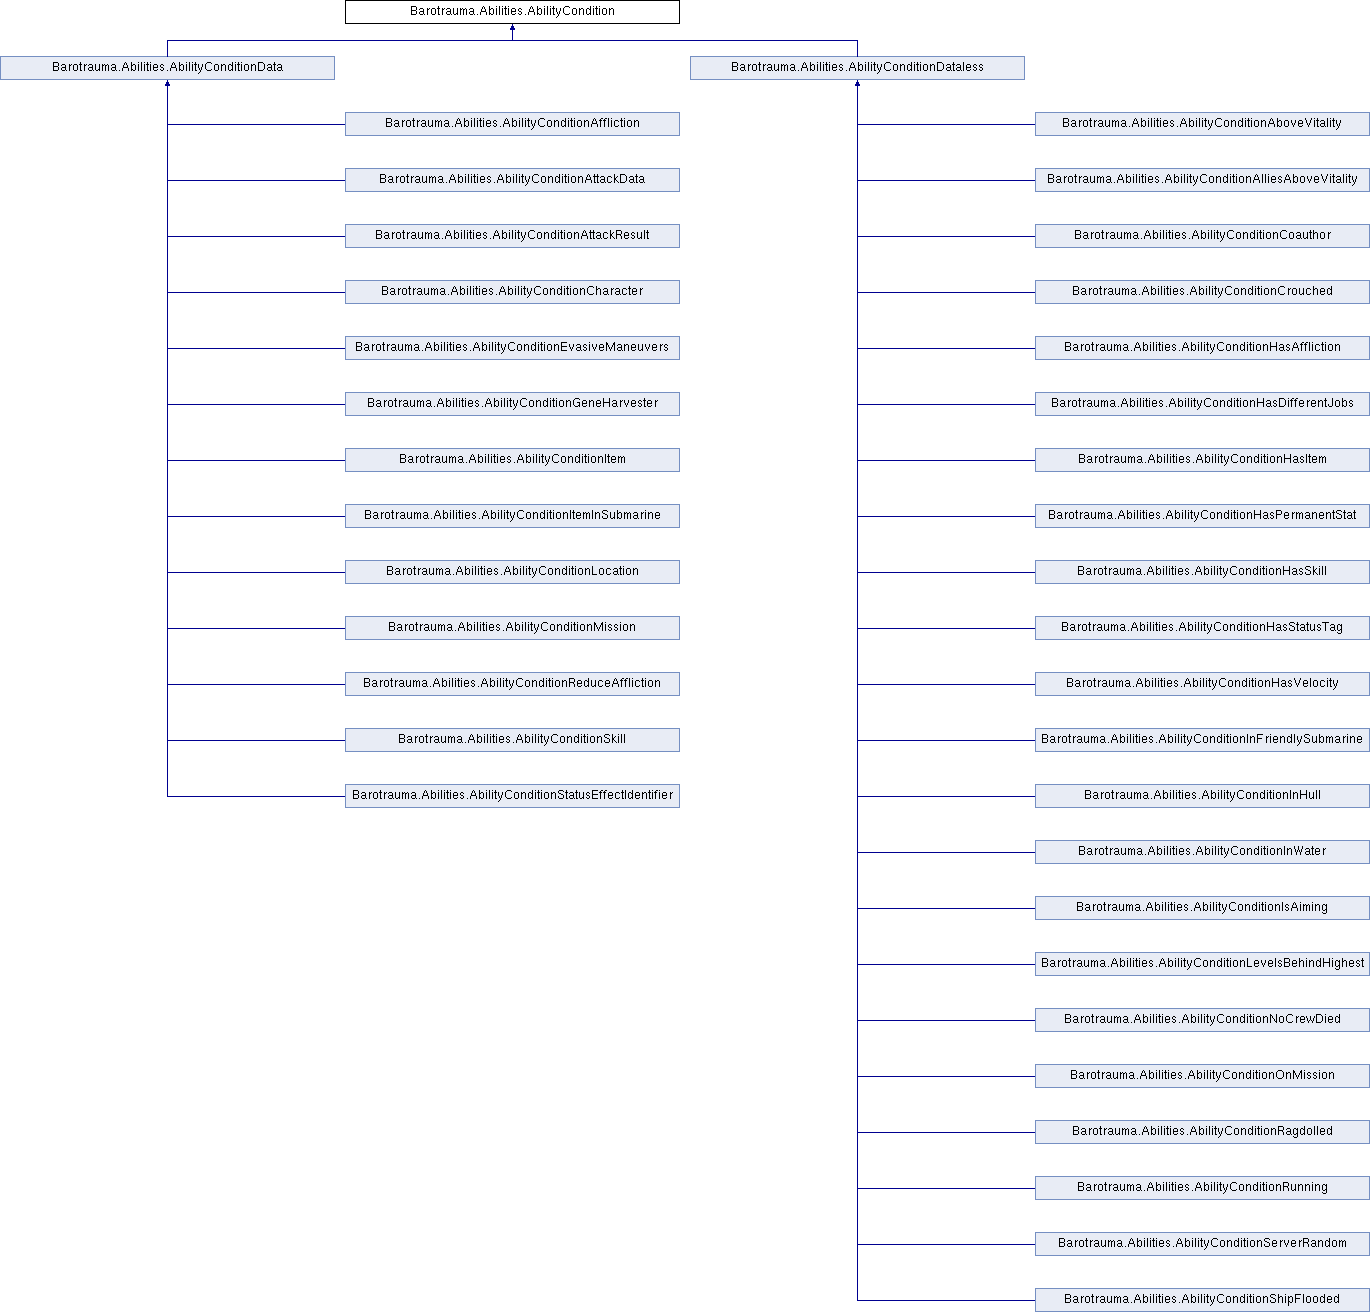 Barotrauma.Abilities.AbilityCondition
Barotrauma.Abilities.AbilityConditionData
Barotrauma.Abilities.AbilityConditionDataless
Barotrauma.Abilities.AbilityConditionAffliction
Barotrauma.Abilities.AbilityConditionAboveVitality
Barotrauma.Abilities.AbilityConditionAttackData
Barotrauma.Abilities.AbilityConditionAlliesAboveVitality
Barotrauma.Abilities.AbilityConditionAttackResult
Barotrauma.Abilities.AbilityConditionCoauthor
Barotrauma.Abilities.AbilityConditionCharacter
Barotrauma.Abilities.AbilityConditionCrouched
Barotrauma.Abilities.AbilityConditionEvasiveManeuvers
Barotrauma.Abilities.AbilityConditionHasAffliction
Barotrauma.Abilities.AbilityConditionGeneHarvester
Barotrauma.Abilities.AbilityConditionHasDifferentJobs
Barotrauma.Abilities.AbilityConditionItem
Barotrauma.Abilities.AbilityConditionHasItem
Barotrauma.Abilities.AbilityConditionItemInSubmarine
Barotrauma.Abilities.AbilityConditionHasPermanentStat
Barotrauma.Abilities.AbilityConditionLocation
Barotrauma.Abilities.AbilityConditionHasSkill
Barotrauma.Abilities.AbilityConditionMission
Barotrauma.Abilities.AbilityConditionHasStatusTag
Barotrauma.Abilities.AbilityConditionReduceAffliction
Barotrauma.Abilities.AbilityConditionHasVelocity
Barotrauma.Abilities.AbilityConditionSkill
Barotrauma.Abilities.AbilityConditionInFriendlySubmarine
Barotrauma.Abilities.AbilityConditionStatusEffectIdentifier
Barotrauma.Abilities.AbilityConditionInHull
Barotrauma.Abilities.AbilityConditionInWater
Barotrauma.Abilities.AbilityConditionIsAiming
Barotrauma.Abilities.AbilityConditionLevelsBehindHighest
Barotrauma.Abilities.AbilityConditionNoCrewDied
Barotrauma.Abilities.AbilityConditionOnMission
Barotrauma.Abilities.AbilityConditionRagdolled
Barotrauma.Abilities.AbilityConditionRunning
Barotrauma.Abilities.AbilityConditionServerRandom
Barotrauma.Abilities.AbilityConditionShipFlooded